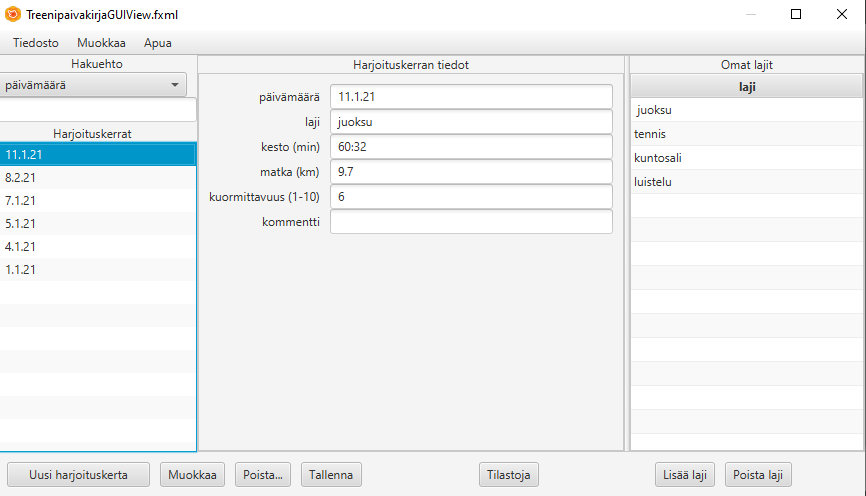 TreenipaivakirjaGUIView.fxml
Tiedosto Muokkaa Apua
Hakuehto
päivämäärä
Harjoituskerrat
11.1.21
8.2.21
7.1.21
5.1.21
4.1.21
1.1.21
Harjoituskerran tiedot
päivämäärä 11.1.21
laji juoksu
kesto (min) 60:32
matka (km) 9.7
kuormittavuus (1-10) 6
kommentti
Omat lajit
laji
juoksu
tennis
kuntosali
luistelu
Uusi harjoituskerta Muokkaa Poista... Tallenna Tilastoja Lisää laji Poista laji